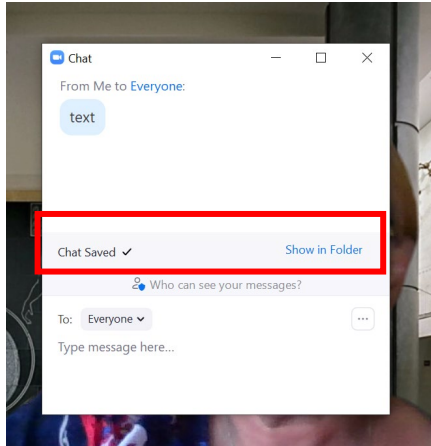 Chat
From Me to Everyone:
text
Chat Saved ✓
Show in Folder
Who can see your messages?
To: Everyone
Type message here...